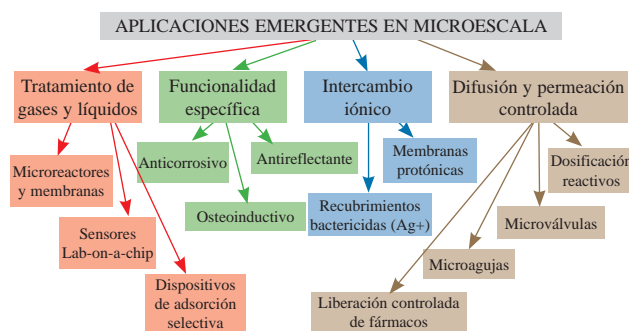 APLICACIONES EMERGENTES EN MICROESCALA
Tratamiento de
gases y líquidos
Funcionalidad
específica
Intercambio
iónico
Difusión y permeación
controlada
Microreactores
y membranas
Sensores
Lab-on-a-chip
Dispositivos
de adsorción
selectiva
Anticorrosivo
Antireflectante
Osteoinductivo
Membranas
protónicas
Recubrimientos
bactericidas (Ag+)
Dosificación
reactivos
Microválvulas
Microagujas
Liberación controlada
de fármacos